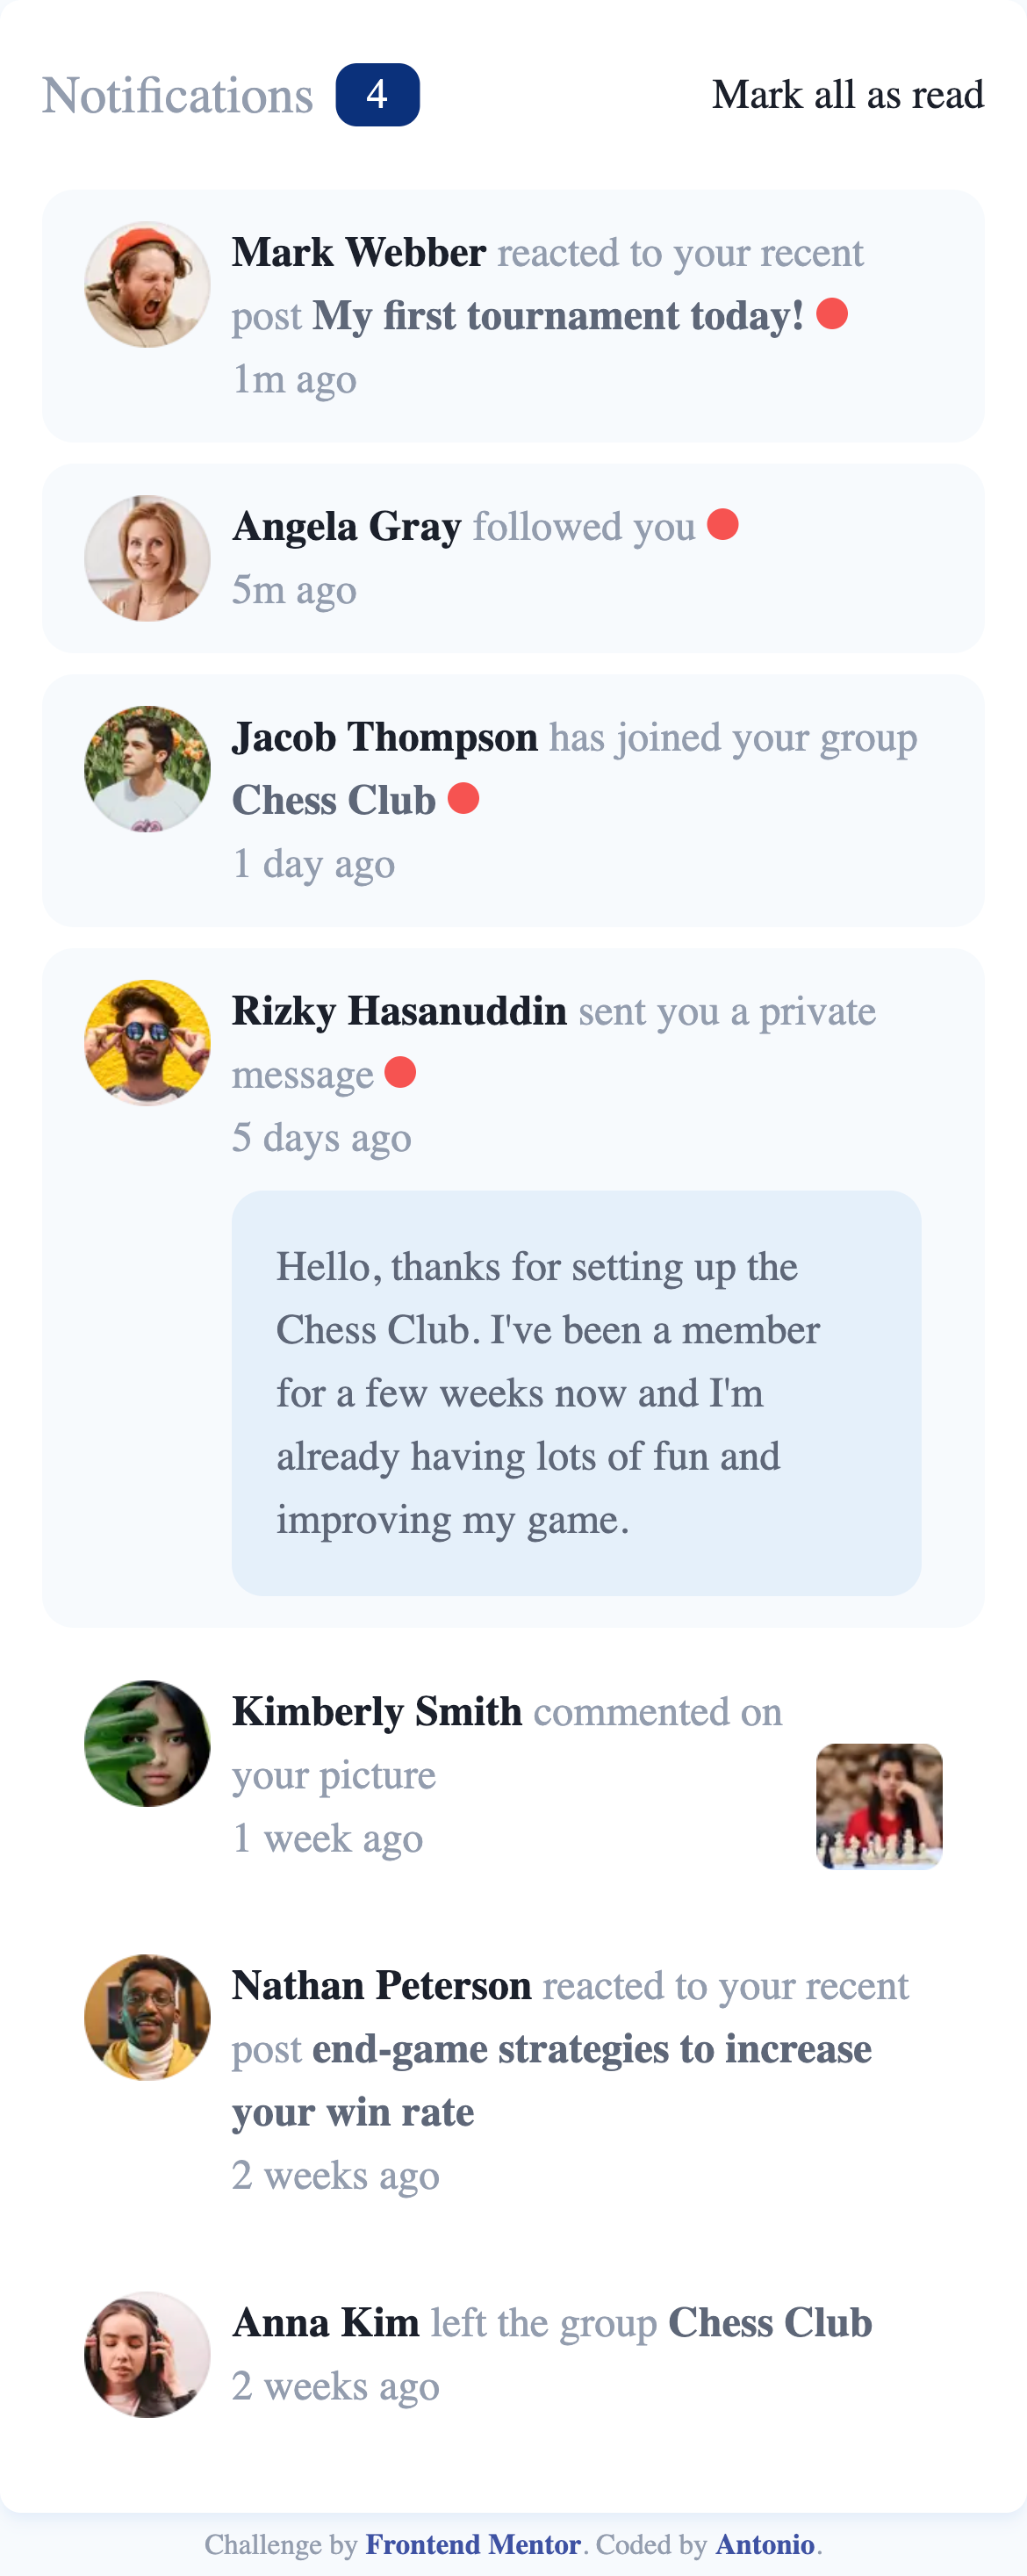 Notifications 4 Mark all as read
Mark Webber reacted to your recent
post My first tournament today!
1m ago
Angela Gray followed you
5m ago
Jacob Thompson has joined your group
Chess Club
1 day ago
Rizky Hasanuddin sent you a private
message
5 days ago
Hello, thanks for setting up the
Chess Club. I've been a member
for a few weeks now and I'm
already having lots of fun and
improving my game.
Kimberly Smith commented on
your picture
1 week ago
Nathan Peterson reacted to your recent
post end-game strategies to increase
your win rate
2 weeks ago
Anna Kim left the group Chess Club
2 weeks ago
Challenge by Frontend Mentor. Coded by Antonio.